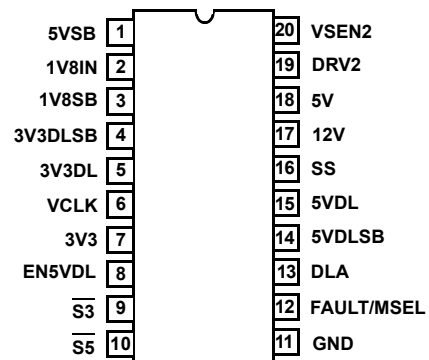 5VSB 1 20 VSEN2
1V8IN 2 19 DRV2
1V8SB 3 18 5V
3V3DLSB 4 17 12V
3V3DL 5 16 SS
VCLK 6 15 5VDL
3V3 7 14 5VDLSB
EN5VDL 8 13 DLA
S3 9 12 FAULT/MSEL
S5 10 11 GND